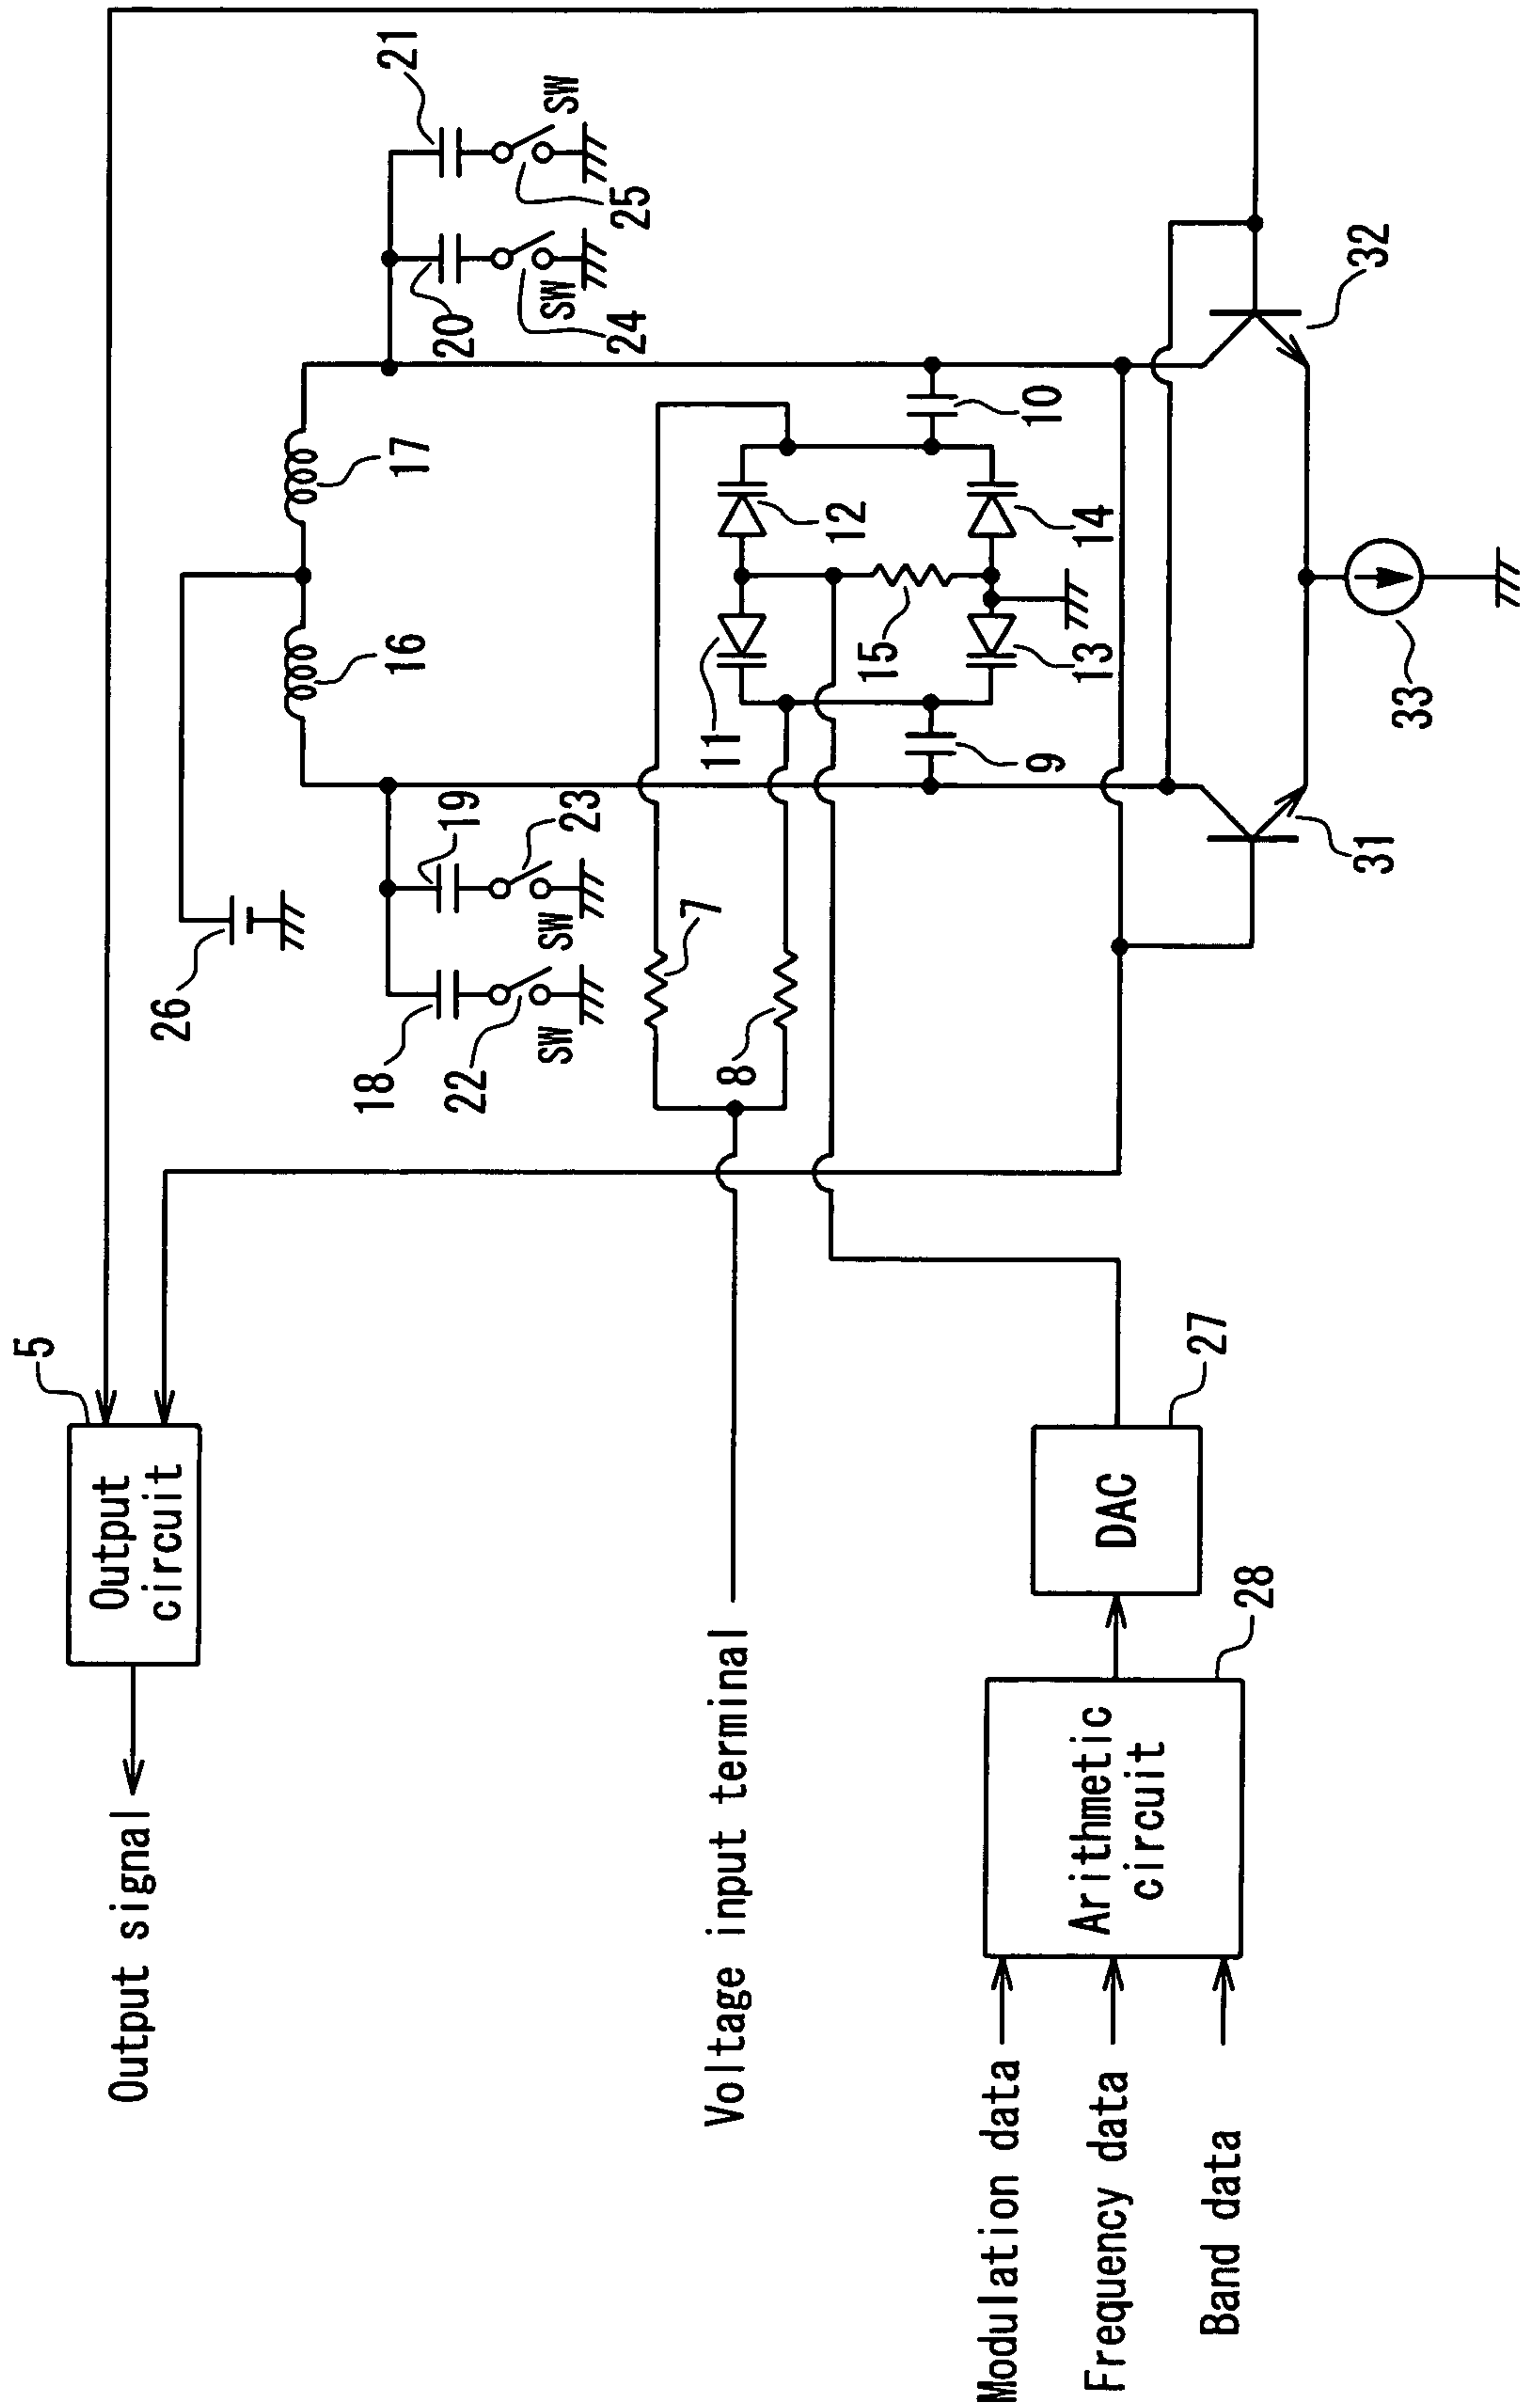 5
Output
circuit
Output signal
26
16
17
18
19
20
21
22
SW
23
SW
24
SW
25
SW
7
8
Voltage input terminal
11
12
15
13
14
9
10
31
32
33
DAC
27
Arithmetic
circuit
28
Modulation data
Frequency data
Band data